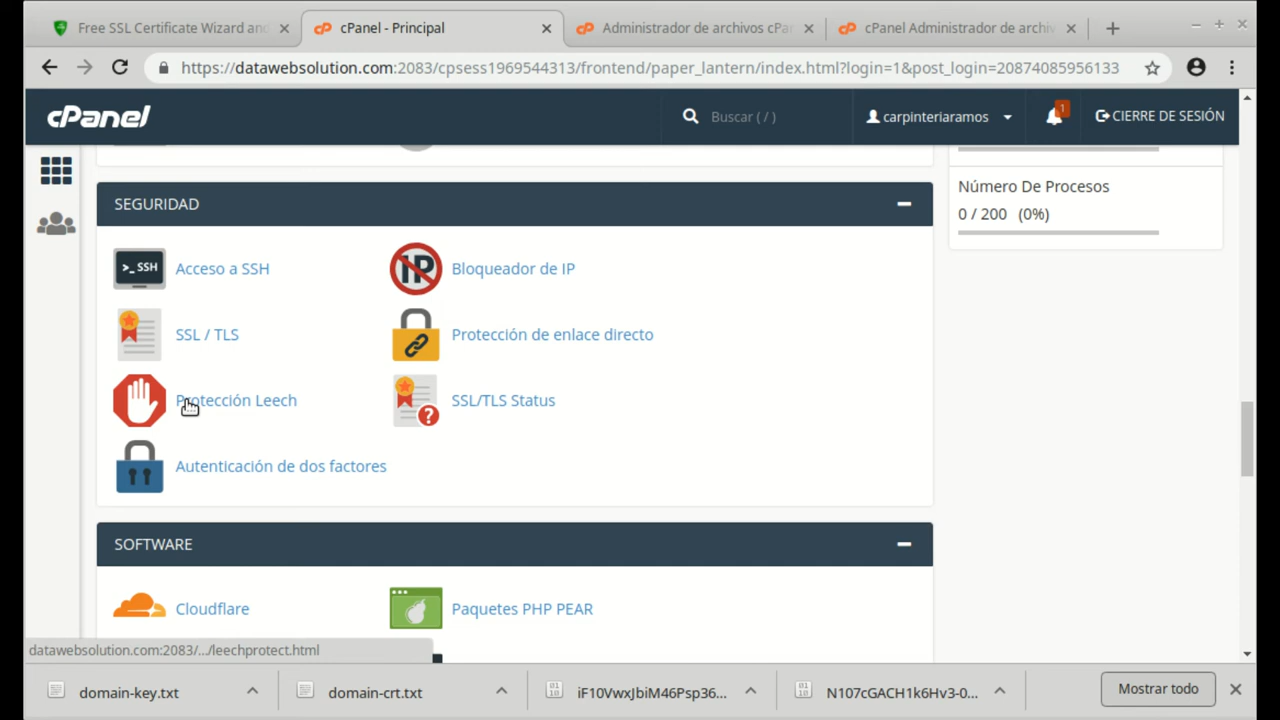 Free SSL Certificate Wizard and
cPanel - Principal
Administrador de archivos cPan
cPanel Administrador de archiv
https://datawebsolution.com:2083/cpsess1969544313/frontend/paper_lantern/index.html?login=1&post_login=20874085956133
cPanel
Buscar ( / )
carpinteriaramos
1
CIERRE DE SESIÓN
Número De Procesos
0 / 200 (0%)
SEGURIDAD
>_ SSH
Acceso a SSH
IP
Bloqueador de IP
SSL / TLS
Protección de enlace directo
Protección Leech
?
SSL/TLS Status
Autenticación de dos factores
SOFTWARE
Cloudflare
Paquetes PHP PEAR
datawebsolution.com:2083/.../leechprotect.html
domain-key.txt
domain-crt.txt
iF10VwxJbiM46Psp36...
N107cGACH1k6Hv3-0...
Mostrar todo